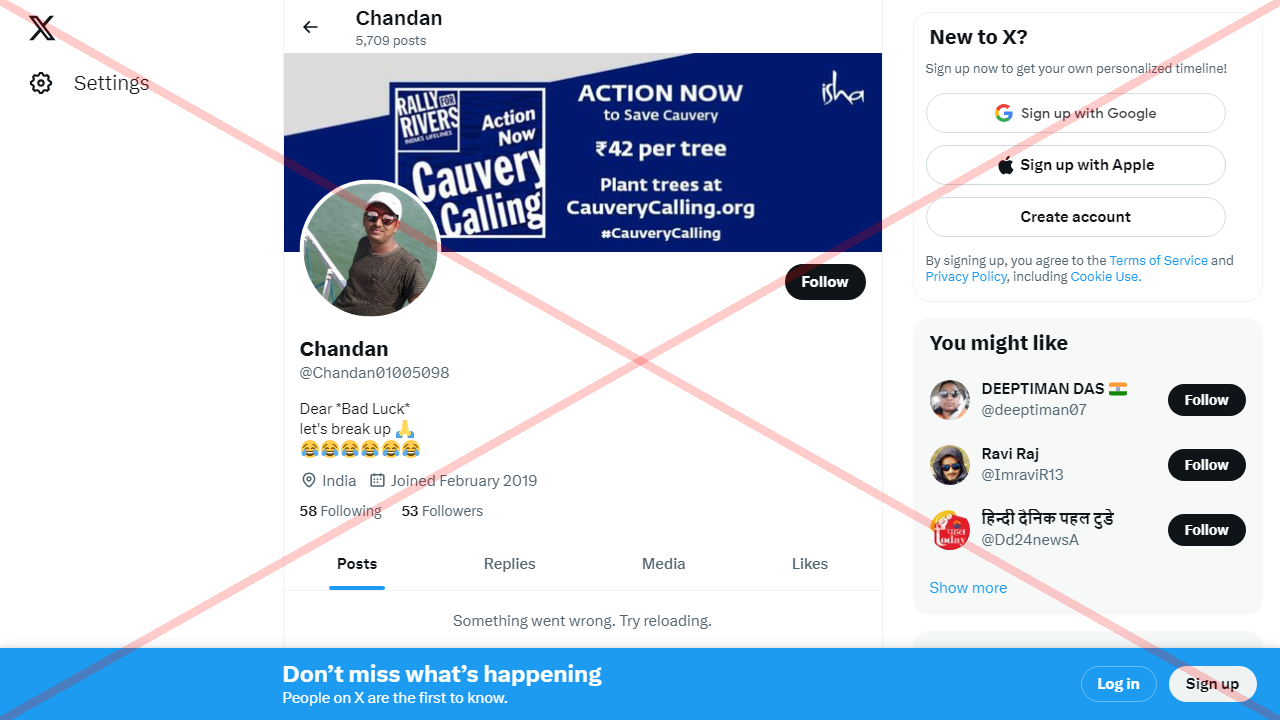 Settings
Chandan
5,709 posts
RALLY FOR RIVERS
INDIA'S LIFELINES
Action Now
Cauvery Calling
ACTION NOW
to Save Cauvery
₹42 per tree
Plant trees at
CauveryCalling.org
#CauveryCalling
isha
Follow
Chandan
@Chandan01005098
Dear *Bad Luck*
let's break up 🙏
😂😂😂😂😂😂
India Joined February 2019
58 Following 53 Followers
Posts Replies Media Likes
Something went wrong. Try reloading.
New to X?
Sign up now to get your own personalized timeline!
Sign up with Google
Sign up with Apple
Create account
By signing up, you agree to the Terms of Service and
Privacy Policy, including Cookie Use.
You might like
DEEPTIMAN DAS 🇮🇳
@deeptiman07
Follow
Ravi Raj
@ImraviR13
Follow
हिन्दी दैनिक पहल टुडे
@Dd24newsA
Follow
पहल
today
Show more
Don’t miss what’s happening
People on X are the first to know.
Log in
Sign up